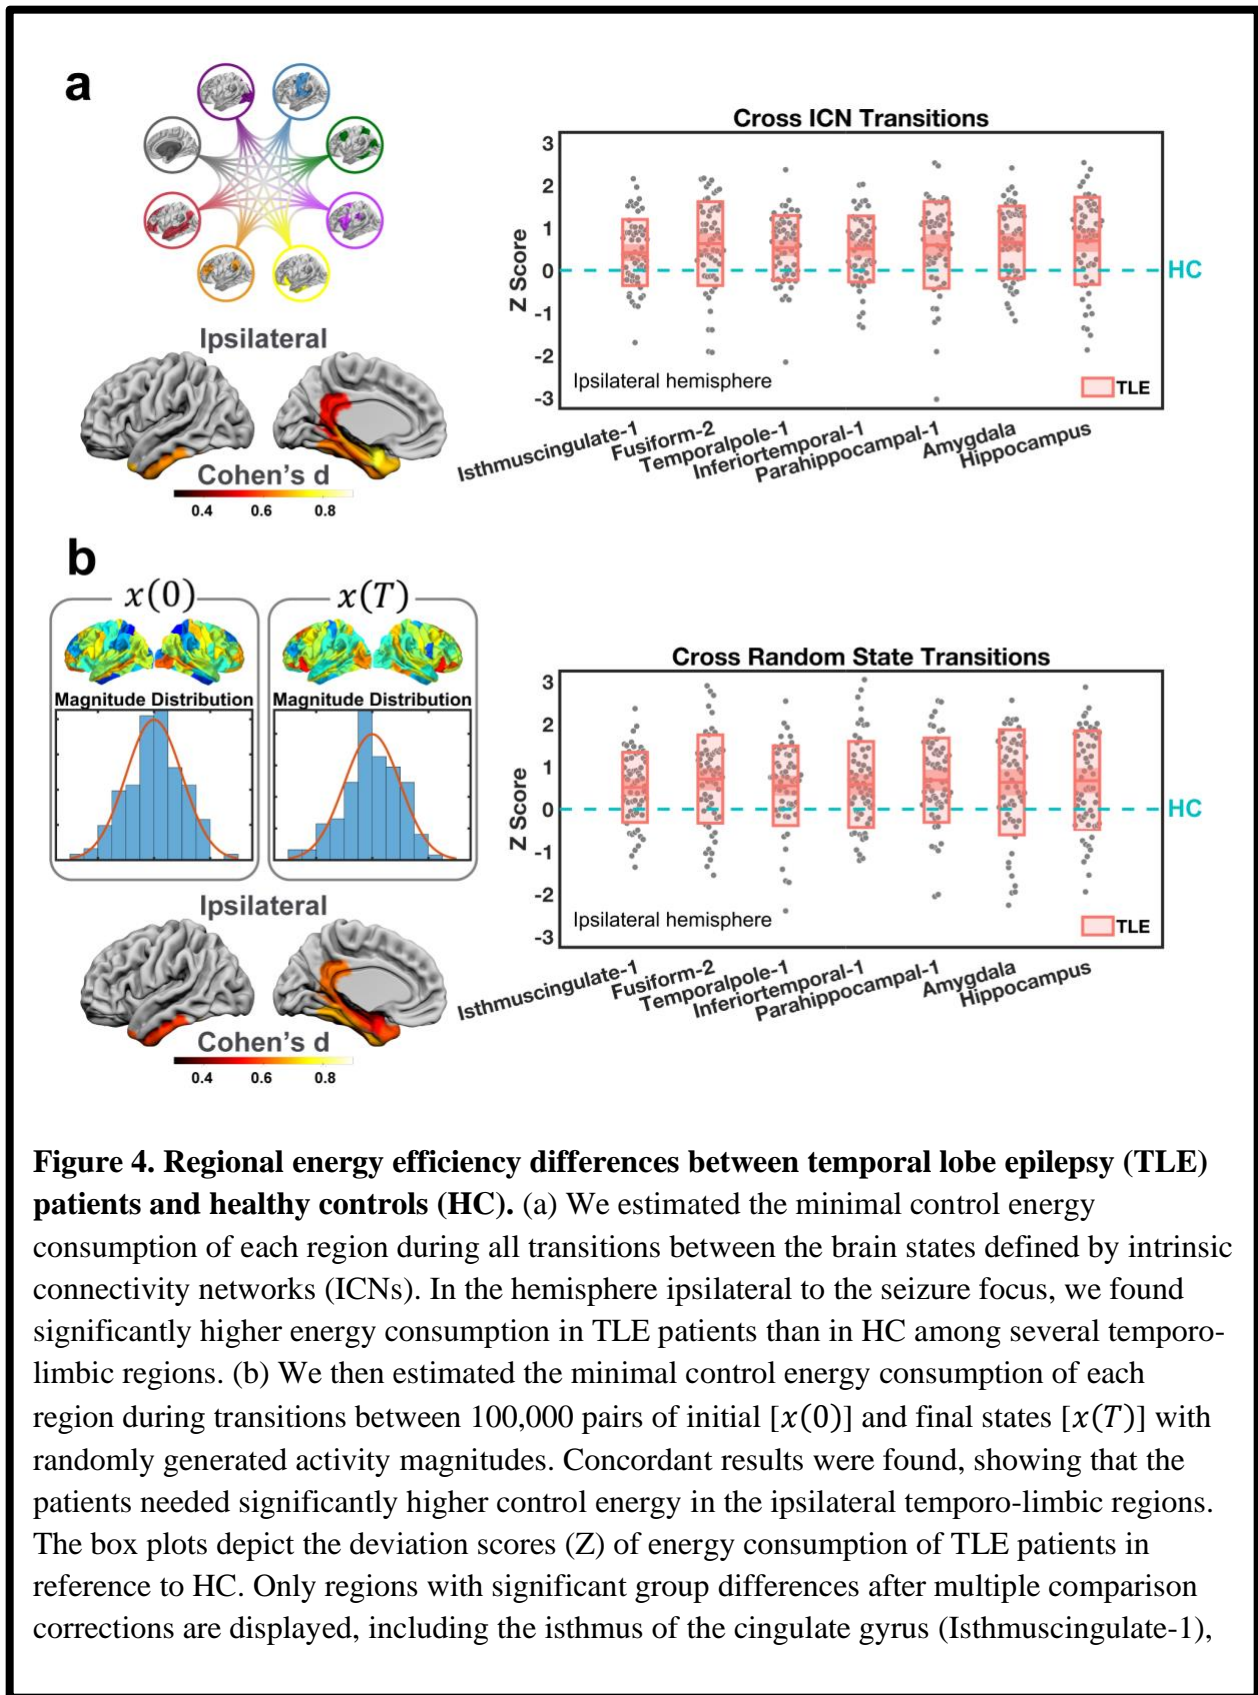 a
Cross ICN Transitions
3
2
1
0
-1
-2
-3
Z Score
HC
Ipsilateral hemisphere
TLE
Isthmuscingulate-1
Fusiform-2
Temporalpole-1
Inferiortemporal-1
Parahippocampal-1
Amygdala
Hippocampus
Ipsilateral
Cohen's d
0.4 0.6 0.8
b
x(0) x(T)
Magnitude Distribution Magnitude Distribution
Cross Random State Transitions
3
2
1
0
-1
-2
-3
Z Score
HC
Ipsilateral hemisphere
TLE
Isthmuscingulate-1
Fusiform-2
Temporalpole-1
Inferiortemporal-1
Parahippocampal-1
Amygdala
Hippocampus
Ipsilateral
Cohen's d
0.4 0.6 0.8
Figure 4. Regional energy efficiency differences between temporal lobe epilepsy (TLE)
patients and healthy controls (HC). (a) We estimated the minimal control energy
consumption of each region during all transitions between the brain states defined by intrinsic
connectivity networks (ICNs). In the hemisphere ipsilateral to the seizure focus, we found
significantly higher energy consumption in TLE patients than in HC among several temporo-
limbic regions. (b) We then estimated the minimal control energy consumption of each
region during transitions between 100,000 pairs of initial [x(0)] and final states [x(T)] with
randomly generated activity magnitudes. Concordant results were found, showing that the
patients needed significantly higher control energy in the ipsilateral temporo-limbic regions.
The box plots depict the deviation scores (Z) of energy consumption of TLE patients in
reference to HC. Only regions with significant group differences after multiple comparison
corrections are displayed, including the isthmus of the cingulate gyrus (Isthmuscingulate-1),